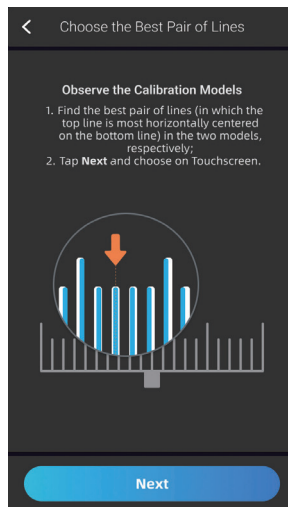 Choose the Best Pair of Lines
Observe the Calibration Models
1. Find the best pair of lines (in which the
top line is most horizontally centered
on the bottom line) in the two models,
respectively;
2. Tap Next and choose on Touchscreen.
Next